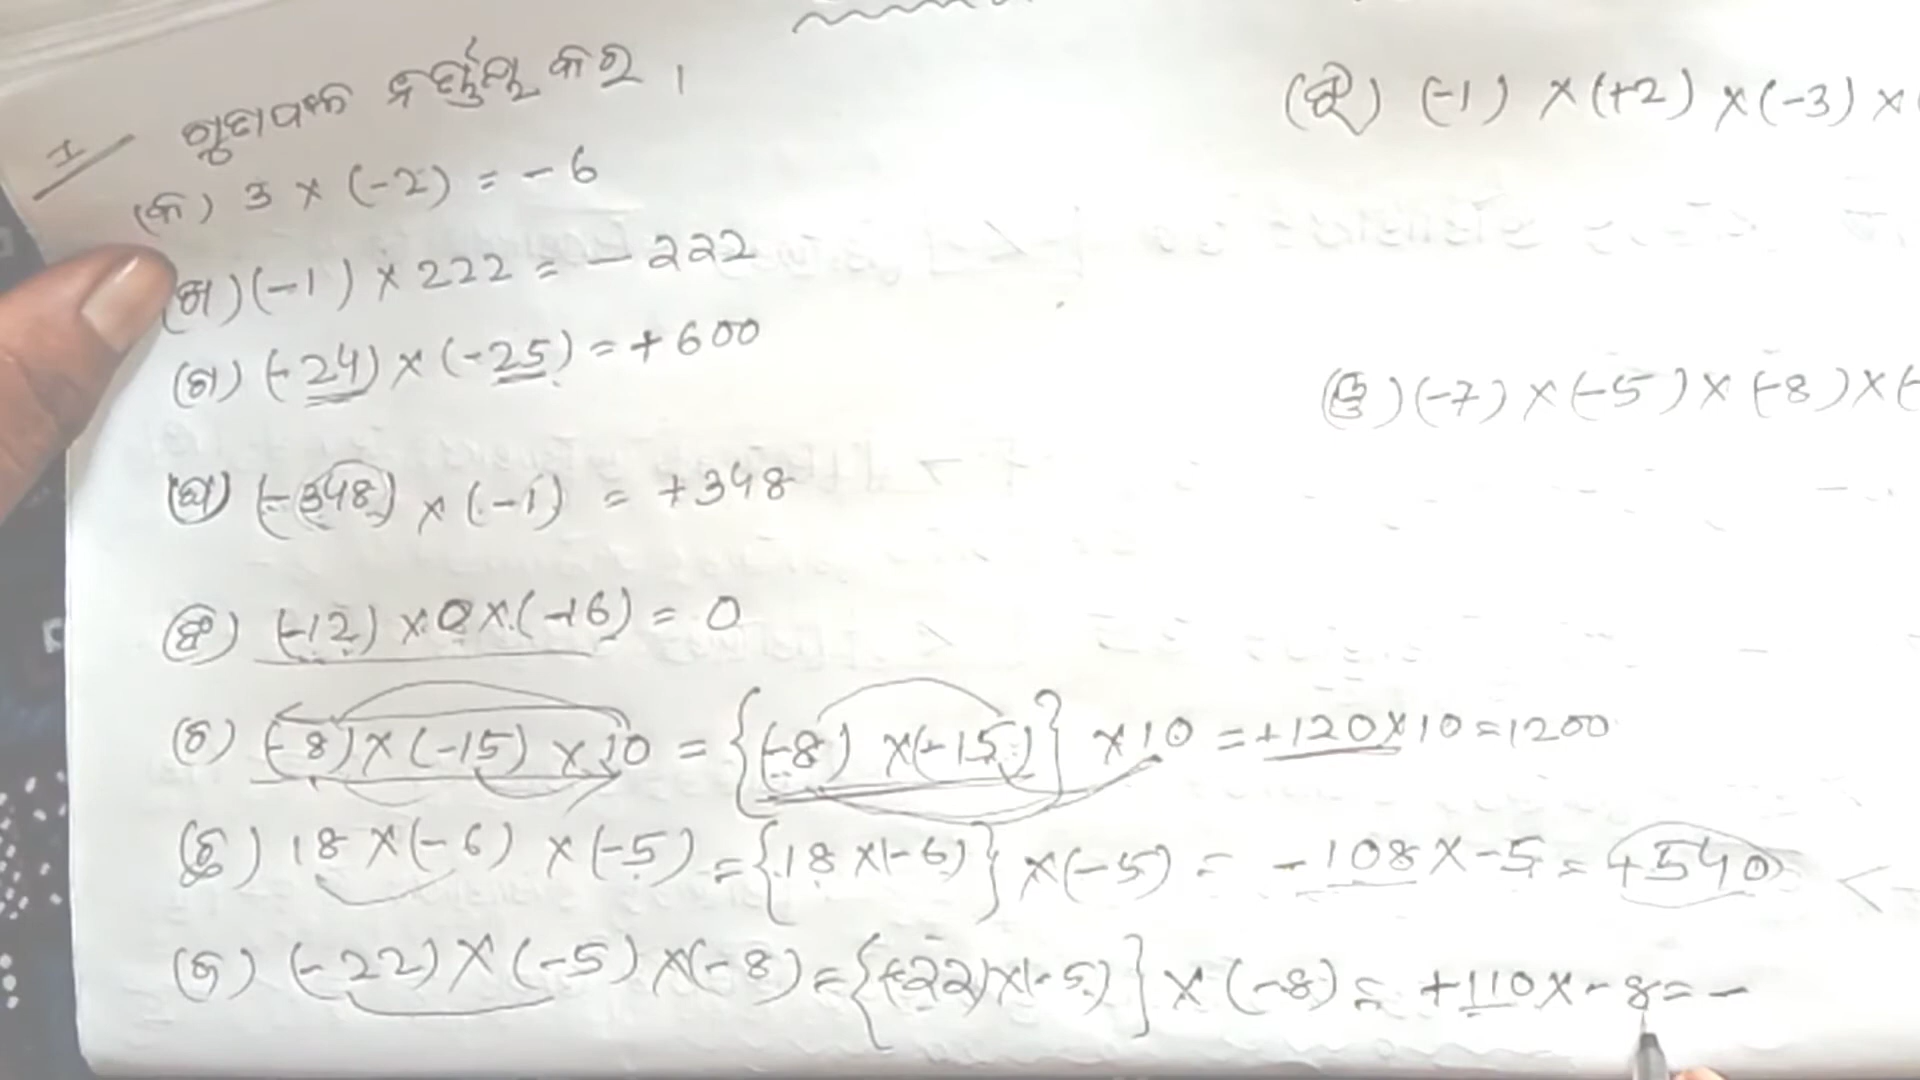 I ଗୁଣଫଳ ନିର୍ଣ୍ଣୟ କର ।
(କ) 3 × (-2) = - 6
(ଖ) (-1) × 222 = - 222
(ଗ) (-24) × (-25) = + 600
(ଘ) (-348) × (-1) = +348
(ଙ) (-12) × 0 × (-16) = 0
(ଚ) (-8) × (-15) × 10 = {(-8) × (-15)} × 10 = +120 × 10 = 1200
(ଛ) 18 × (-6) × (-5) = {18 × (-6)} × (-5) = - 108 × -5 = +540
(ଜ) (-22) × (-5) × (-8) = {(-22) × (-5)} × (-8) = +110 × - 8 = -
(-1) × (+2) × (-3) ×
(-7) × (-5) × (-8) × (-